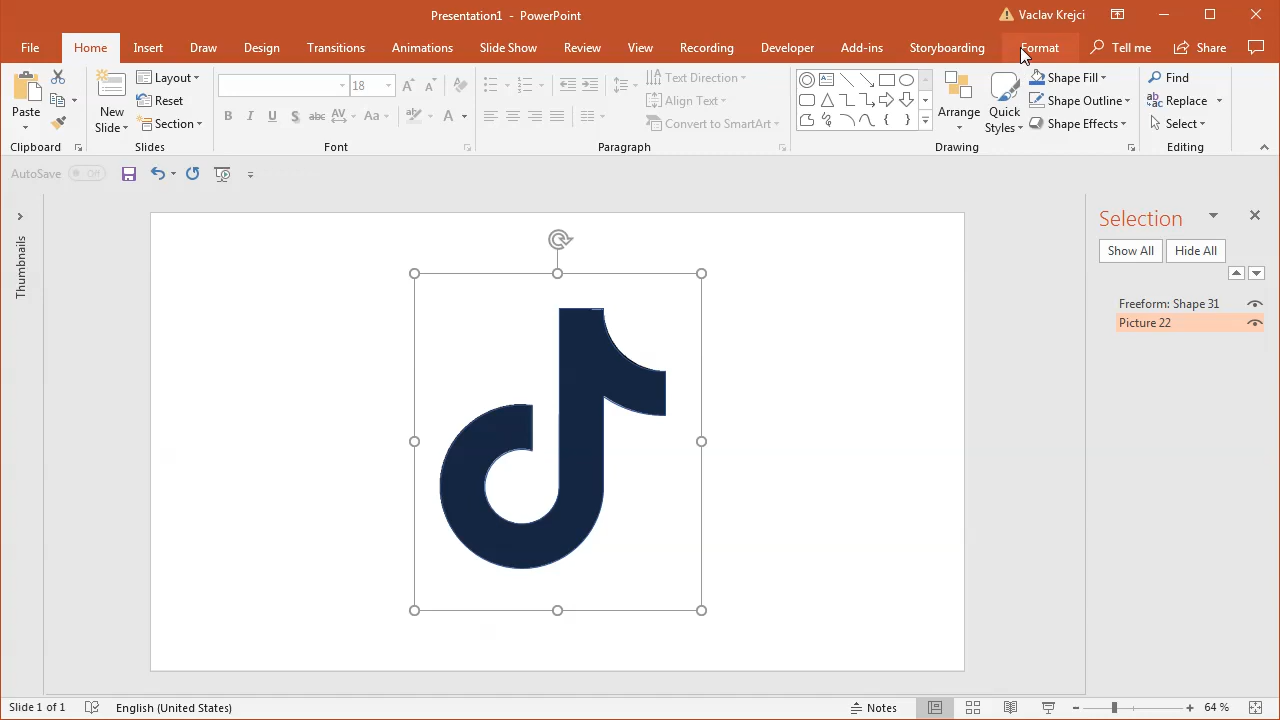 Presentation1 - PowerPoint
Vaclav Krejci
File Home Insert Draw Design Transitions Animations Slide Show Review View Recording Developer Add-ins Storyboarding Format Tell me Share
Paste
Clipboard
New Slide
Layout
Reset
Section
Slides
18
B I U S abc AV Aa A
Font
Text Direction
Align Text
Convert to SmartArt
Paragraph
Arrange
Quick Styles
Shape Fill
Shape Outline
Shape Effects
Drawing
Find
Replace
Select
Editing
AutoSave Off
Thumbnails
Selection
Show All Hide All
Freeform: Shape 31
Picture 22
Slide 1 of 1 English (United States) Notes 64 %